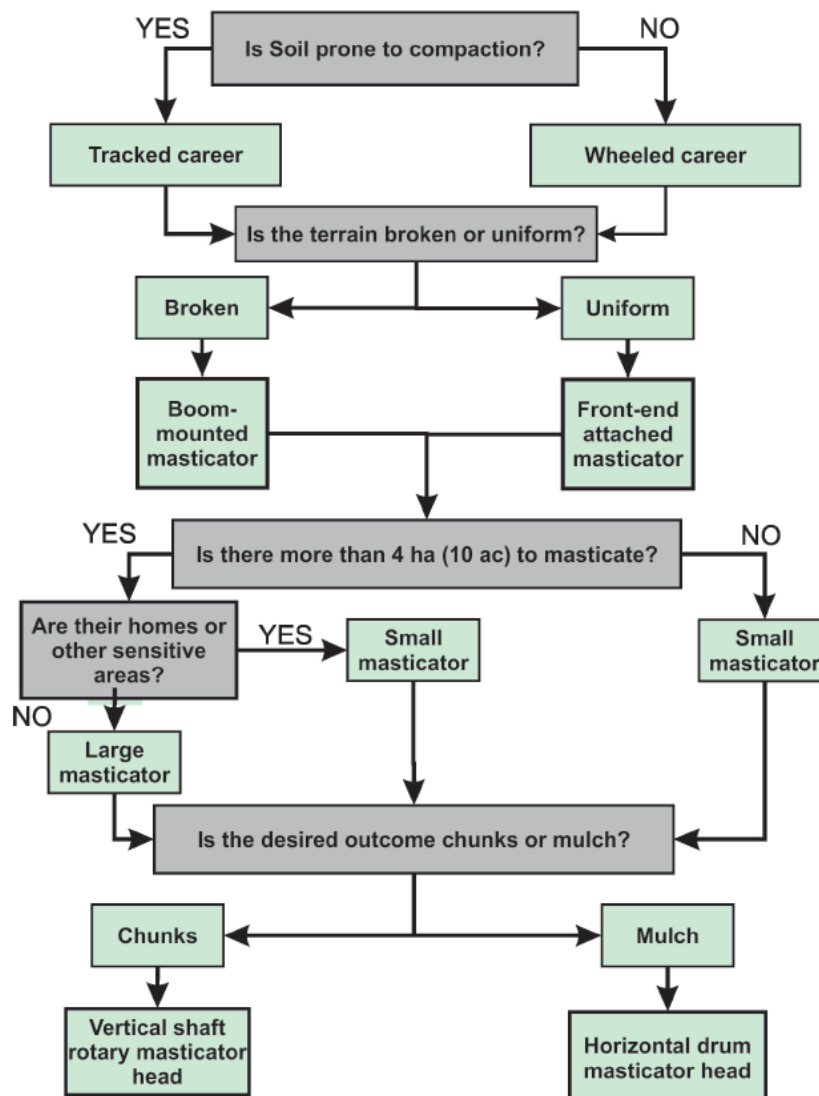 YES
NO
Is Soil prone to compaction?
Tracked career
Wheeled career
Is the terrain broken or uniform?
Broken
Uniform
Boom-
mounted
masticator
Front-end
attached
masticator
YES
NO
Is there more than 4 ha (10 ac) to masticate?
Are their homes or
other sensitive
areas?
YES
Small
masticator
Small
masticator
NO
Large
masticator
Is the desired outcome chunks or mulch?
Chunks
Mulch
Vertical shaft
rotary masticator
head
Horizontal drum
masticator head